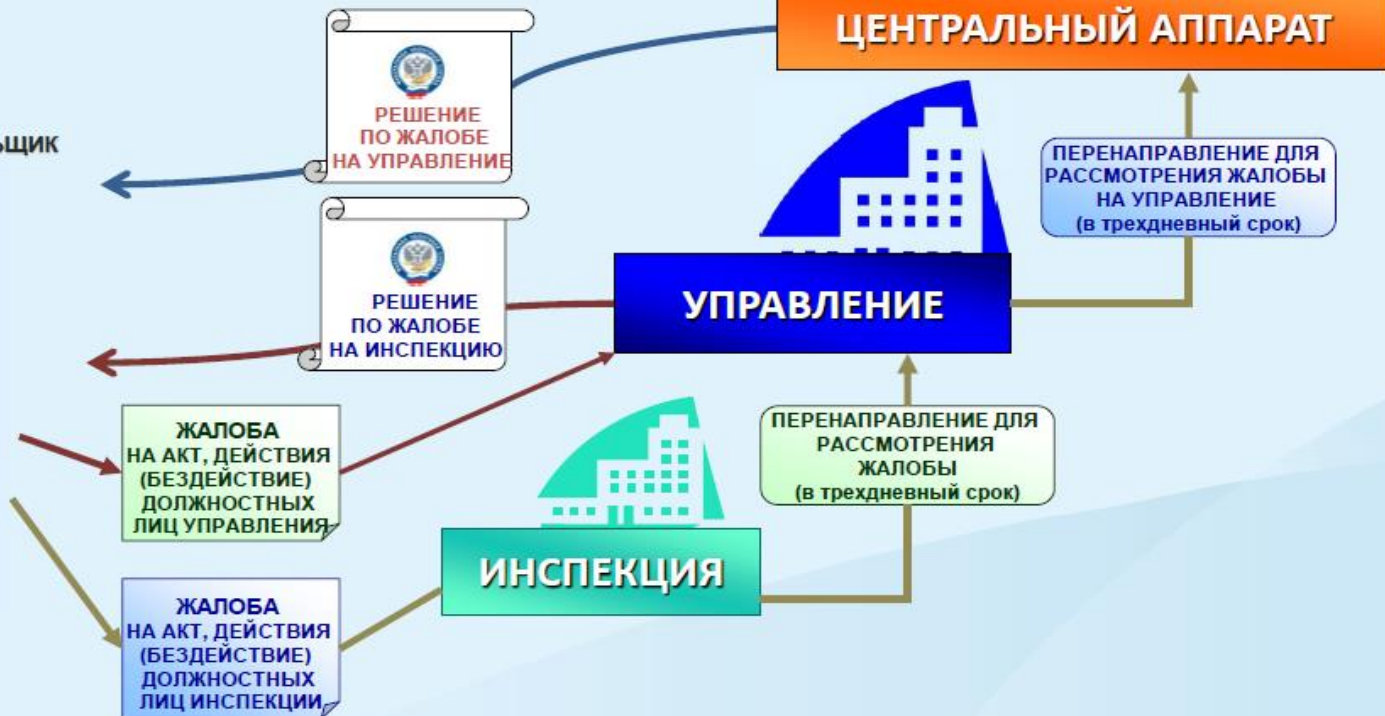 ЦЕНТРАЛЬНЫЙ АППАРАТ
РЕШЕНИЕ
ПО ЖАЛОБЕ
НА УПРАВЛЕНИЕ
ЬЩИК
ПЕРЕНАПРАВЛЕНИЕ ДЛЯ
РАССМОТРЕНИЯ ЖАЛОБЫ
НА УПРАВЛЕНИЕ
(в трехдневный срок)
РЕШЕНИЕ
ПО ЖАЛОБЕ
НА ИНСПЕКЦИЮ
УПРАВЛЕНИЕ
ЖАЛОБА
НА АКТ, ДЕЙСТВИЯ
(БЕЗДЕЙСТВИЕ)
ДОЛЖНОСТНЫХ
ЛИЦ УПРАВЛЕНИЯ
ПЕРЕНАПРАВЛЕНИЕ ДЛЯ
РАССМОТРЕНИЯ
ЖАЛОБЫ
(в трехдневный срок)
ИНСПЕКЦИЯ
ЖАЛОБА
НА АКТ, ДЕЙСТВИЯ
(БЕЗДЕЙСТВИЕ)
ДОЛЖНОСТНЫХ
ЛИЦ ИНСПЕКЦИИ